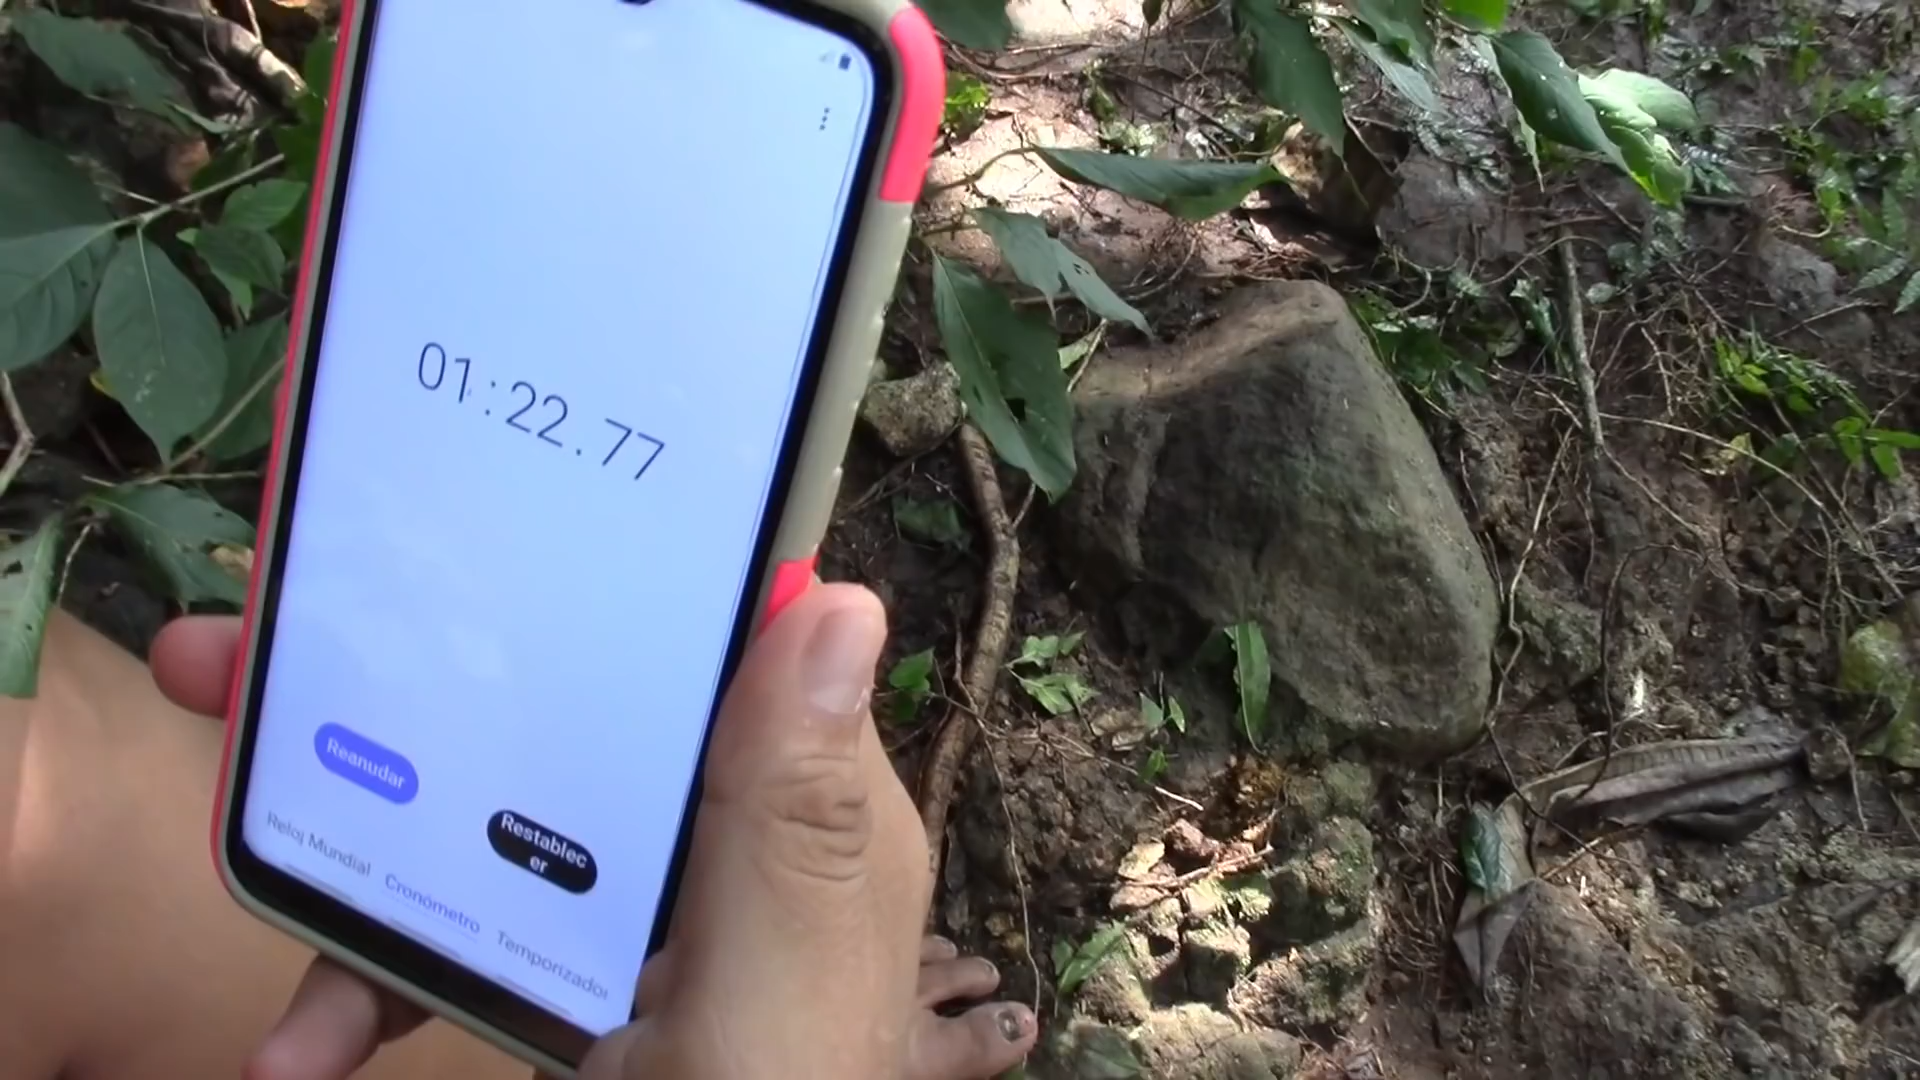 01:22.77
Reanudar
Restablec
er
Reloj Mundial
Cronómetro
Temporizador